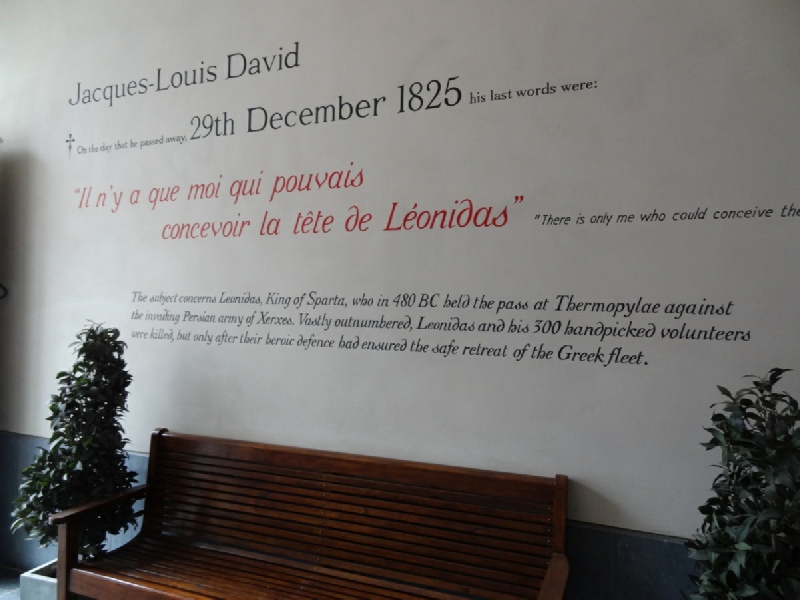 Jacques-Louis David
† On the day that he passed away, 29th December 1825 his last words were:
“Il n'y a que moi qui pouvais
concevoir la tête de Léonidas” "There is only me who could conceive the
The subject concerns Leonidas, King of Sparta, who in 480 BC held the pass at Thermopylae against
the invading Persian army of Xerxes. Vastly outnumbered, Leonidas and his 300 handpicked volunteers
were killed, but only after their heroic defence had ensured the safe retreat of the Greek fleet.